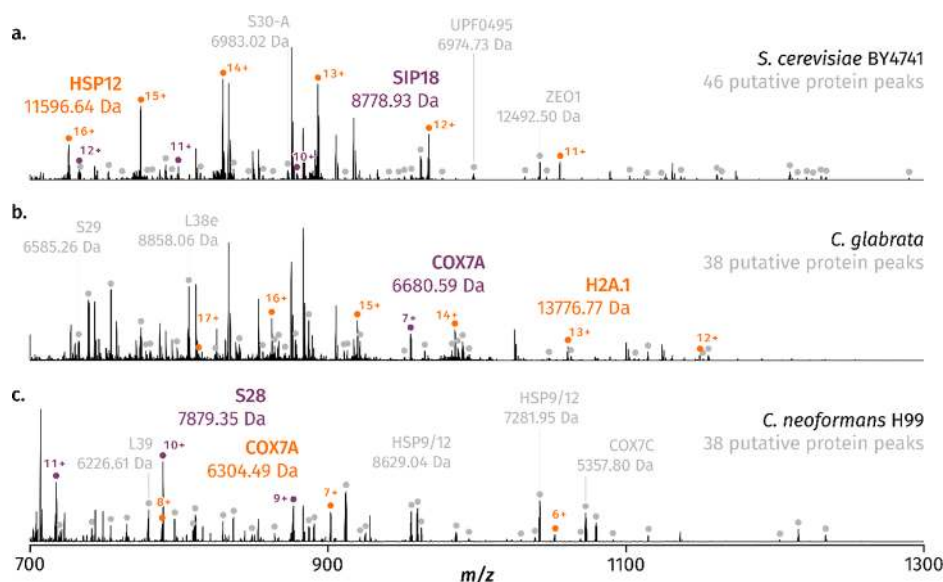 a.
S30-A
6983.02 Da
UPF0495
6974.73 Da
S. cerevisiae BY4741
46 putative protein peaks
HSP12
11596.64 Da
SIP18
8778.93 Da
ZEO1
12492.50 Da
16+
15+
14+
13+
12+
11+
12+
11+
10+
b.
S29
6585.26 Da
L38e
8858.06 Da
C. glabrata
38 putative protein peaks
COX7A
6680.59 Da
H2A.1
13776.77 Da
17+
16+
15+
14+
13+
12+
7+
c.
S28
7879.35 Da
HSP9/12
7281.95 Da
C. neoformans H99
38 putative protein peaks
L39
6226.61 Da
COX7A
6304.49 Da
HSP9/12
8629.04 Da
COX7C
5357.80 Da
11+
10+
9+
8+
7+
6+
700
900
1100
1300
m/z